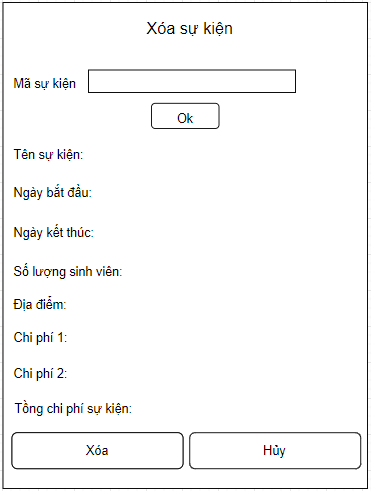 Xóa sự kiện
Mã sự kiện
Ok
Tên sự kiện:
Ngày bắt đầu:
Ngày kết thúc:
Số lượng sinh viên:
Địa điểm:
Chi phí 1:
Chi phí 2:
Tổng chi phí sự kiện:
Xóa Hủy